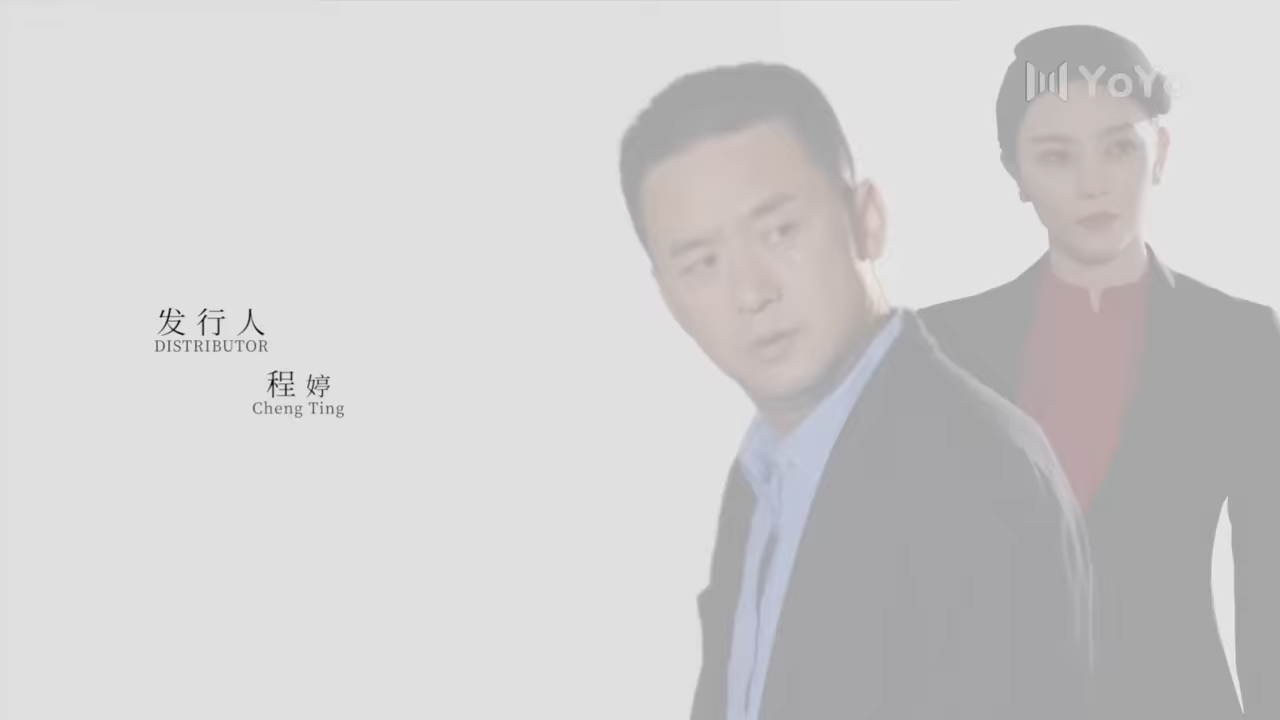 YoYo
发行人
DISTRIBUTOR
程婷
Cheng Ting